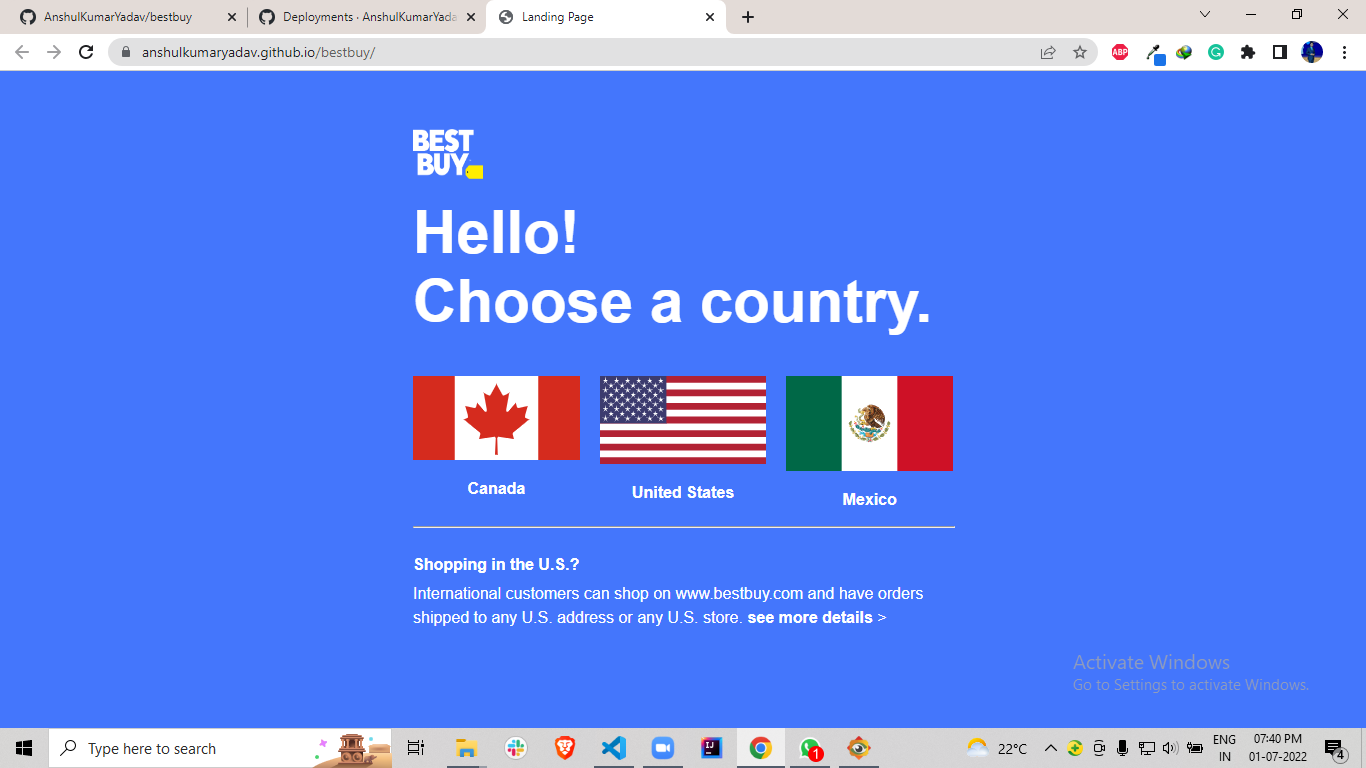 AnshulKumarYadav/bestbuy
Deployments · AnshulKumarYada
Landing Page
anshulkumaryadav.github.io/bestbuy/
ABP
BEST
BUY
Hello!
Choose a country.
Canada
United States
Mexico
Shopping in the U.S.?
International customers can shop on www.bestbuy.com and have orders
shipped to any U.S. address or any U.S. store. see more details >
Activate Windows
Go to Settings to activate Windows.
Type here to search
IJ
1
22°C
ENG
IN
07:40 PM
01-07-2022
4